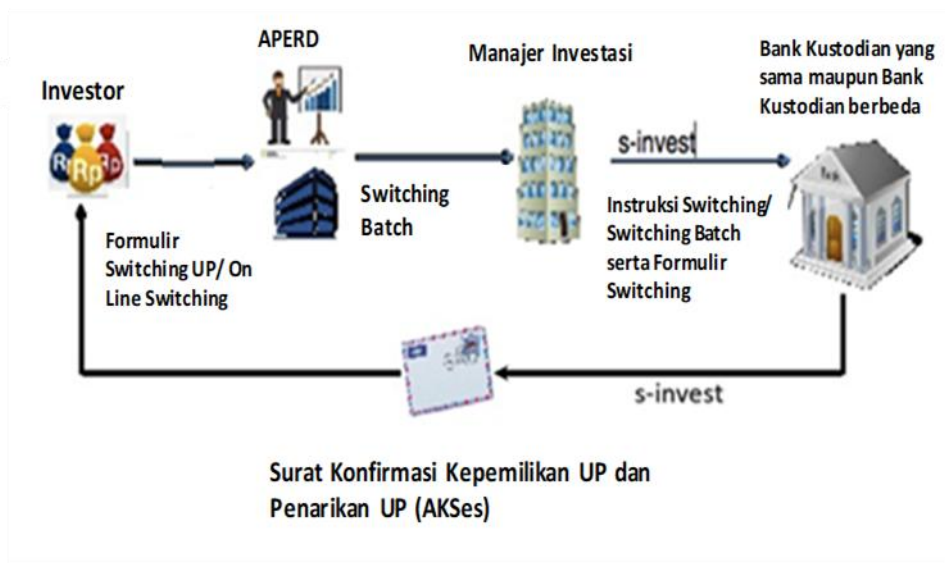 APERD
Investor
Manajer Investasi
Bank Kustodian yang
sama maupun Bank
Kustodian berbeda
s-invest
Switching
Batch
Formulir
Switching UP/ On
Line Switching
Instruksi Switching/
Switching Batch
serta Formulir
Switching
s-invest
Surat Konfirmasi Kepemilikan UP dan
Penarikan UP (AKSes)